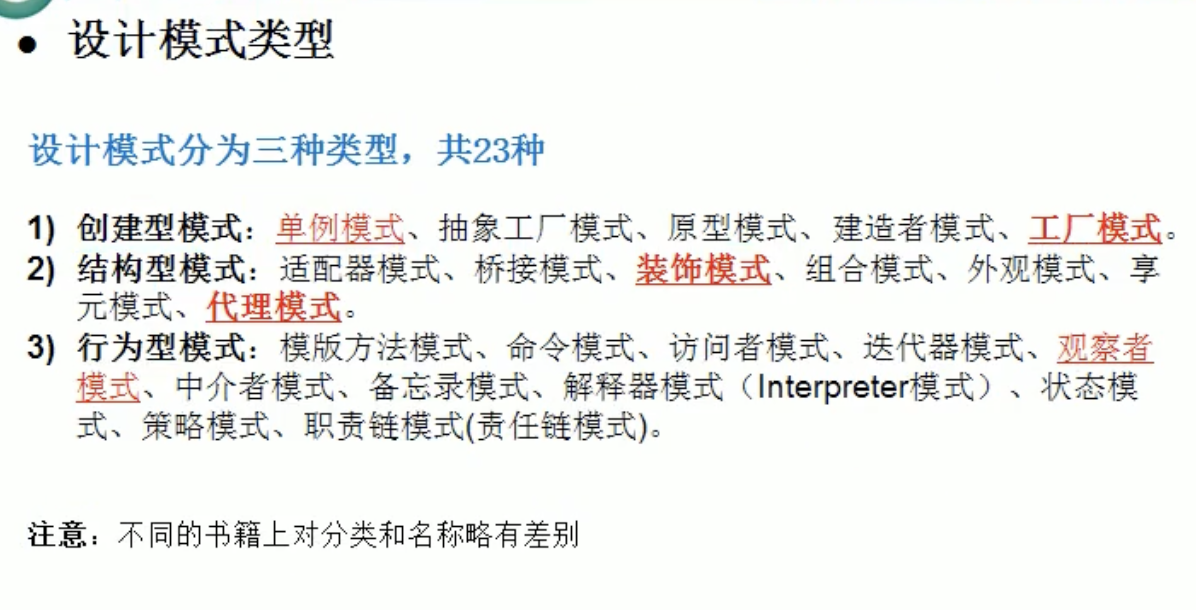 ● 设计模式类型
设计模式分为三种类型，共23种
1) 创建型模式：单例模式、抽象工厂模式、原型模式、建造者模式、工厂模式。
2) 结构型模式：适配器模式、桥接模式、装饰模式、组合模式、外观模式、享
元模式、代理模式。
3) 行为型模式：模版方法模式、命令模式、访问者模式、迭代器模式、观察者
模式、中介者模式、备忘录模式、解释器模式（Interpreter模式）、状态模
式、策略模式、职责链模式(责任链模式)。
注意：不同的书籍上对分类和名称略有差别